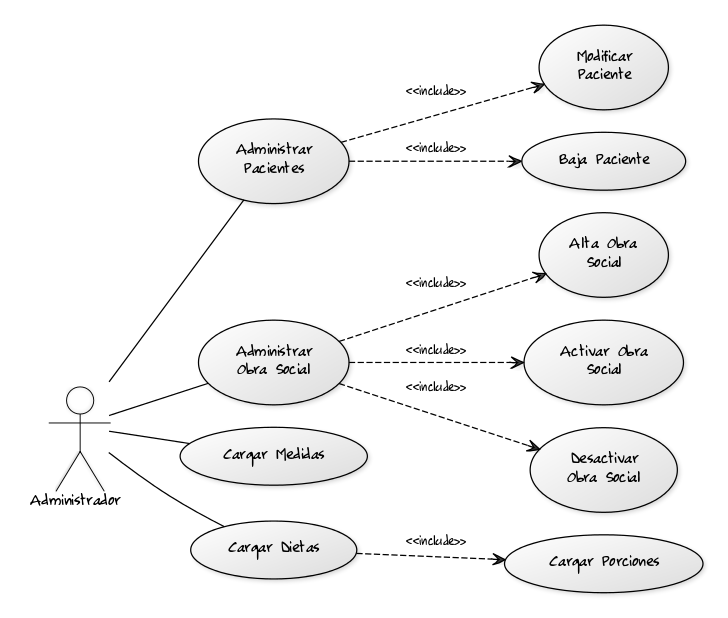 Modificar
Paciente
<<include>>
Administrar
Pacientes
<<include>>
Baja Paciente
Alta Obra
Social
<<include>>
Administrar
Obra Social
<<include>>
Activar Obra
Social
<<include>>
Desactivar
Obra Social
Cargar Medidas
Administrador
Cargar Dietas
<<include>>
Cargar Porciones